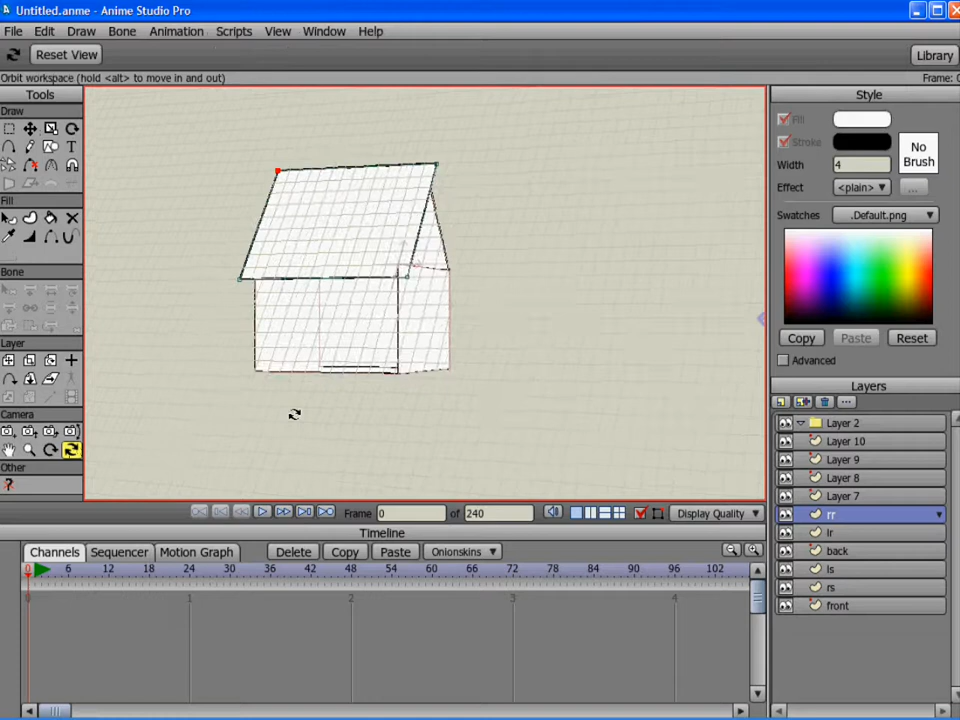 Untitled.anme - Anime Studio Pro
File Edit Draw Bone Animation Scripts View Window Help
Reset View Library
Orbit workspace (hold <alt> to move in and out) Frame: 0
Tools
Draw
T
Fill
Bone
Layer
Camera
Other
?
Style
Fill
Stroke
No Brush
Width 4
Effect <plain> ...
Swatches .Default.png
Copy Paste Reset
Advanced
Layers
...
Layer 2
Layer 10
Layer 9
Layer 8
Layer 7
rr
lr
back
ls
rs
front
Frame 0 of 240 Display Quality
Timeline
Channels Sequencer Motion Graph Delete Copy Paste Onionskins
0 6 12 18 24 30 36 42 48 54 60 66 72 78 84 90 96 102
0 1 2 3 4